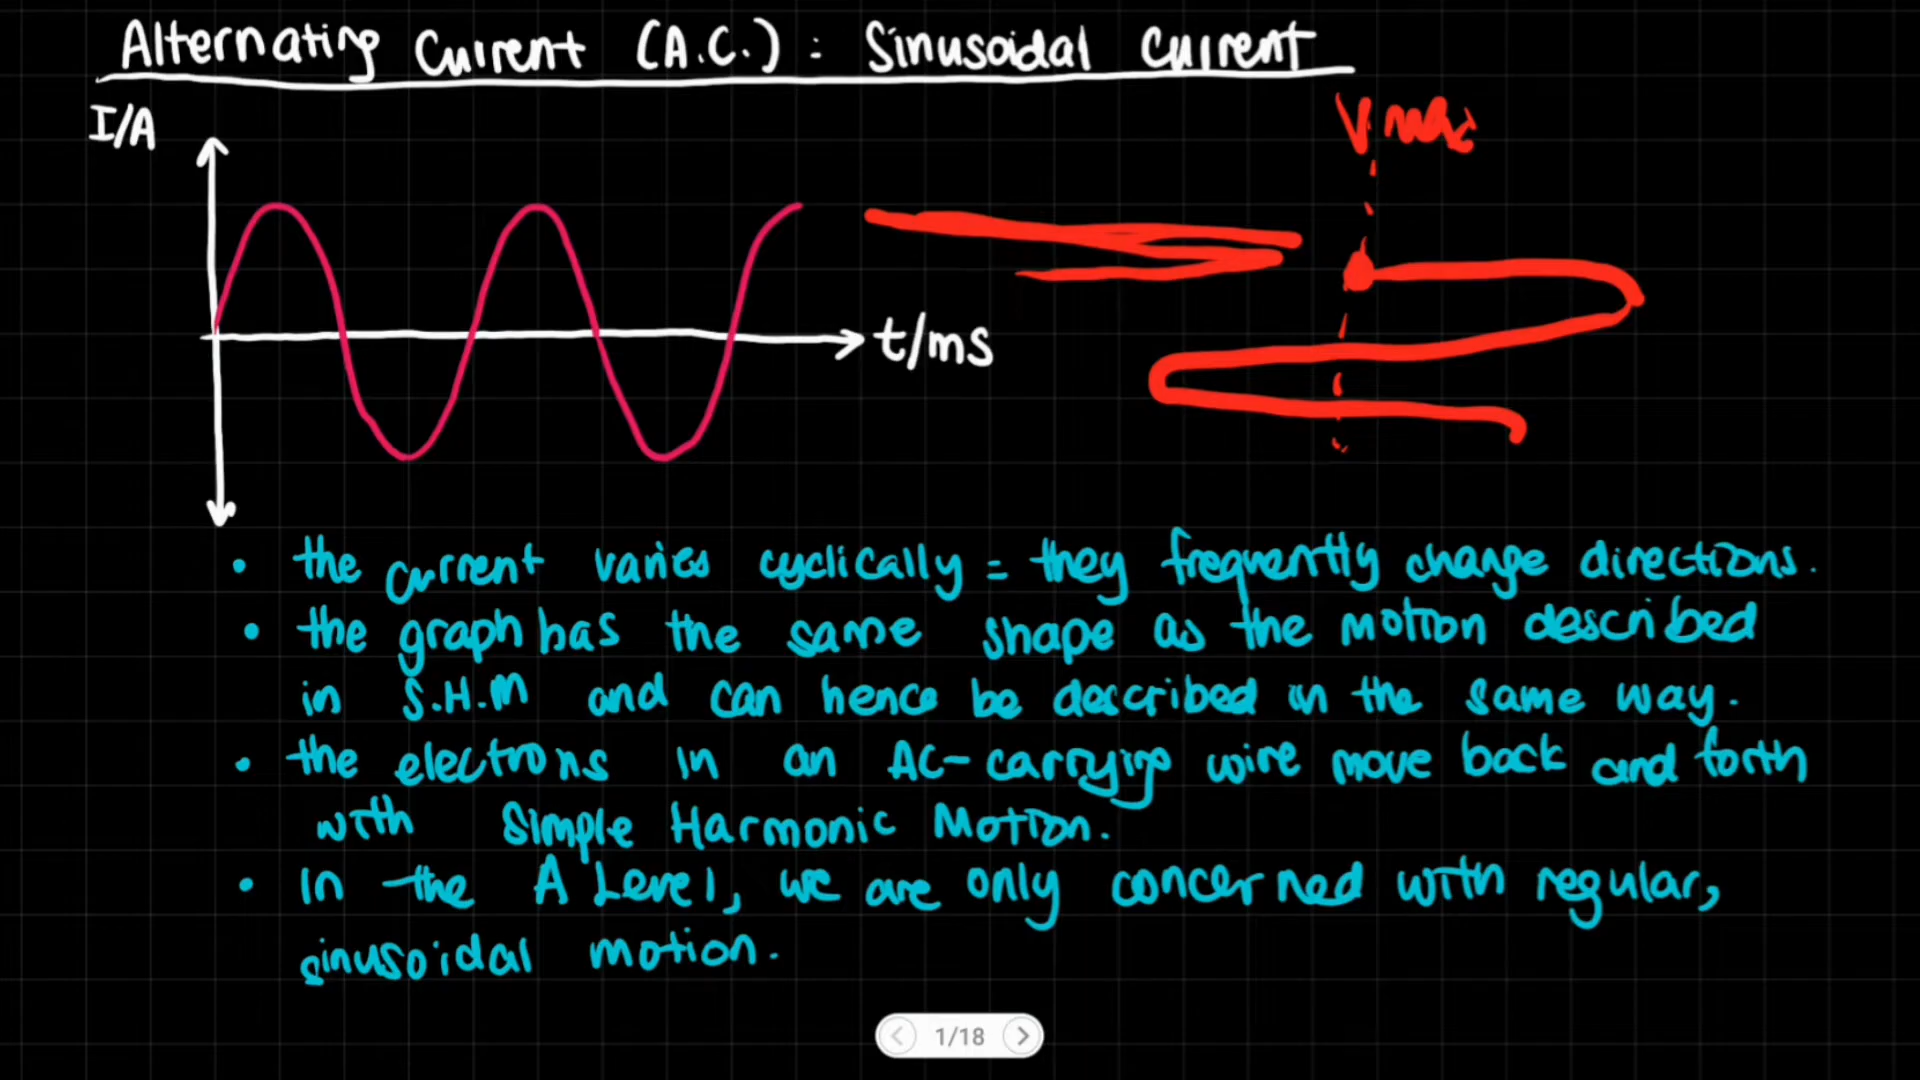 Alternating Current (A.C.) : Sinusoidal Current
I/A
Vmax
t/ms
• the current varies cyclically = they frequently change directions.
• the graph has the same shape as the motion described
in S.H.M and can hence be described in the same way.
• the electrons in an AC-carrying wire move back and forth
with Simple Harmonic Motion.
• In the A Level, we are only concerned with regular,
sinusoidal motion.
1/18